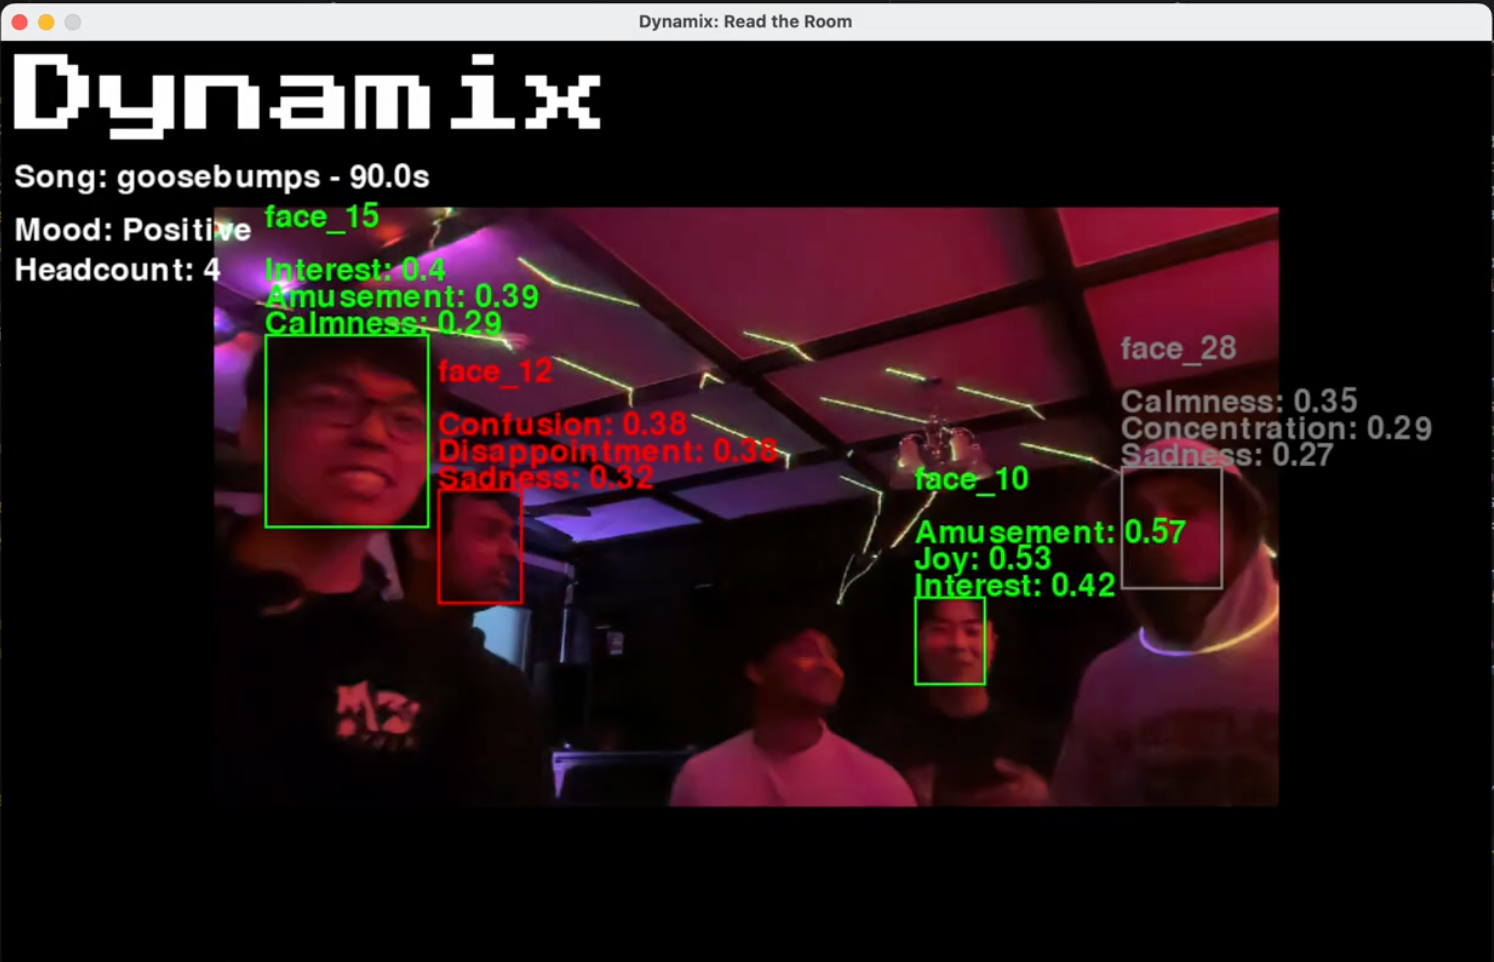 Dynamix: Read the Room
Dynamix
Song: goosebumps - 90.0s
Mood: Positive
Headcount: 4
face_15
Interest: 0.4
Amusement: 0.39
Calmness: 0.29
face_12
Confusion: 0.38
Disappointment: 0.38
Sadness: 0.32
face_28
Calmness: 0.35
Concentration: 0.29
Sadness: 0.27
face_10
Amusement: 0.57
Joy: 0.53
Interest: 0.42